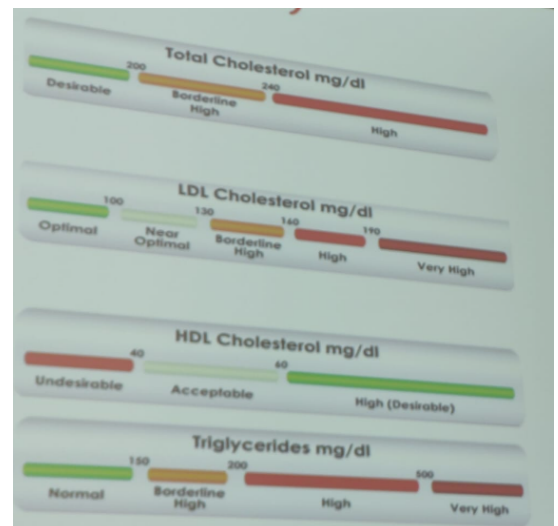 Total Cholesterol mg/dl
200 240
Desirable Borderline High High
LDL Cholesterol mg/dl
100 130 160 190
Optimal Near Optimal Borderline High High Very High
HDL Cholesterol mg/dl
40 60
Undesirable Acceptable High (Desirable)
Triglycerides mg/dl
150 200 500
Normal Borderline High High Very High